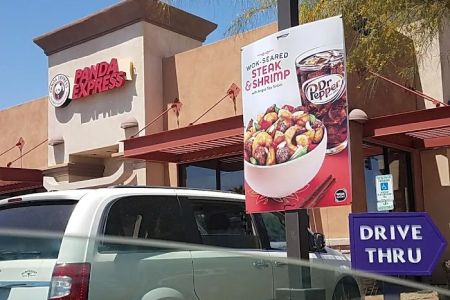 PANDA
EXPRESS
WOK-SEARED
STEAK
& SHRIMP
Dr Pepper
DRIVE
THRU